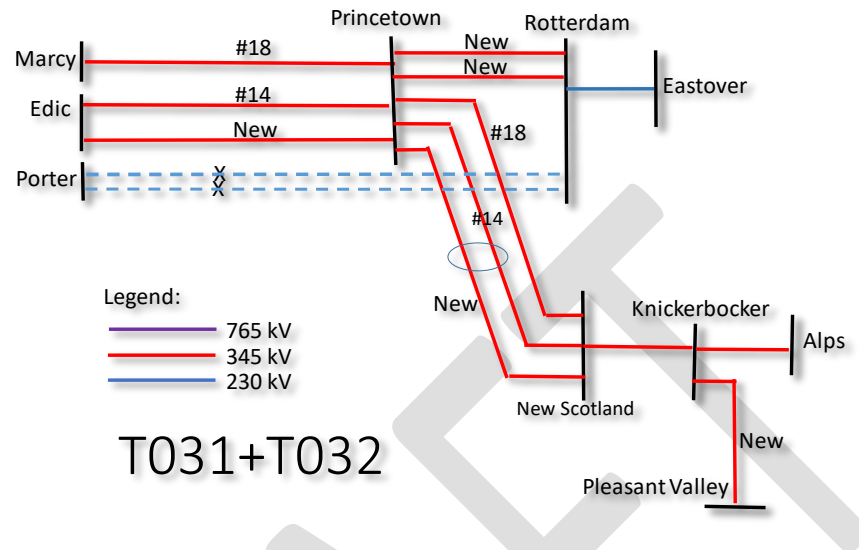 Princetown
Rotterdam
Marcy
#18
New
New
Eastover
Edic
#14
New
#18
Porter
X
X
#14
New
Legend:
765 kV
345 kV
230 kV
Knickerbocker
Alps
New Scotland
New
T031+T032
Pleasant Valley